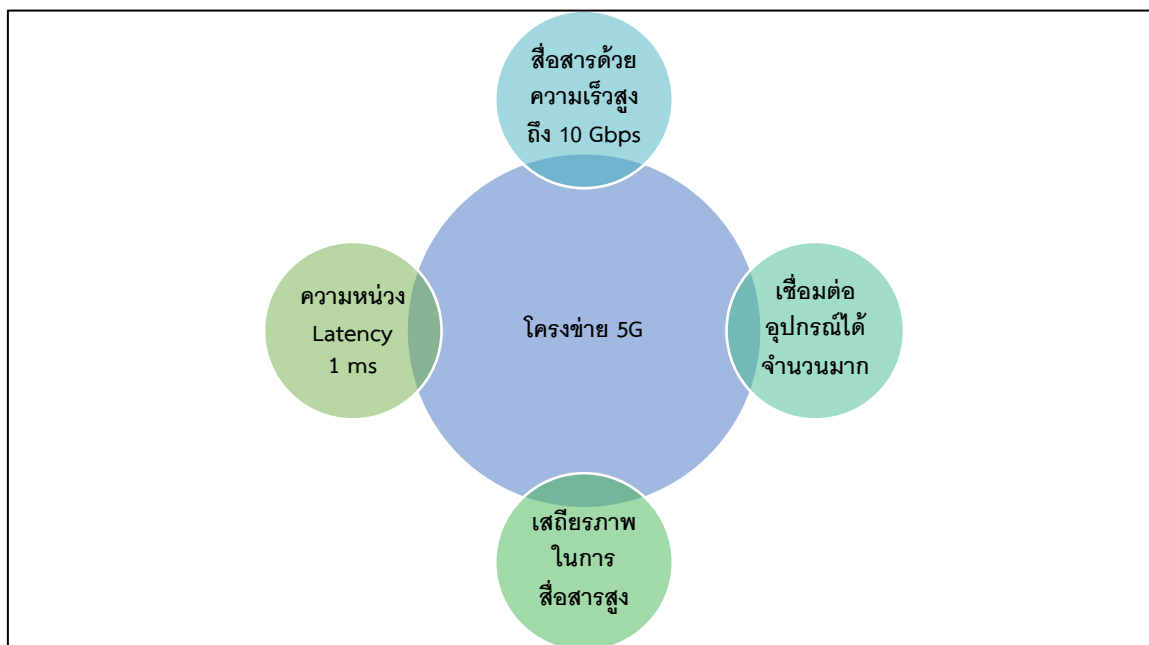 สื่อสารด้วย
ความเร็วสูง
ถึง 10 Gbps
ความหน่วง
Latency
1 ms
โครงข่าย 5G
เชื่อมต่อ
อุปกรณ์ได้
จำนวนมาก
เสถียรภาพ
ในการ
สื่อสารสูง